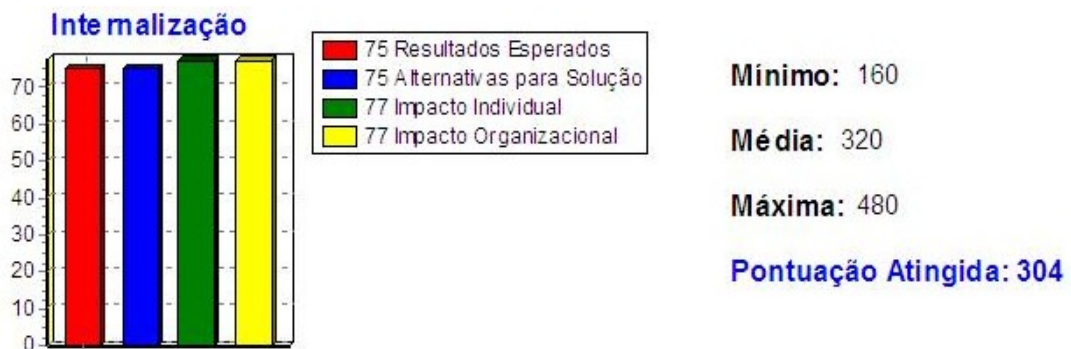 Internalização
70
60
50
40
30
20
10
0
75 Resultados Esperados
75 Alternativas para Solução
77 Impacto Individual
77 Impacto Organizacional
Mínimo: 160
Média: 320
Máxima: 480
Pontuação Atingida: 304